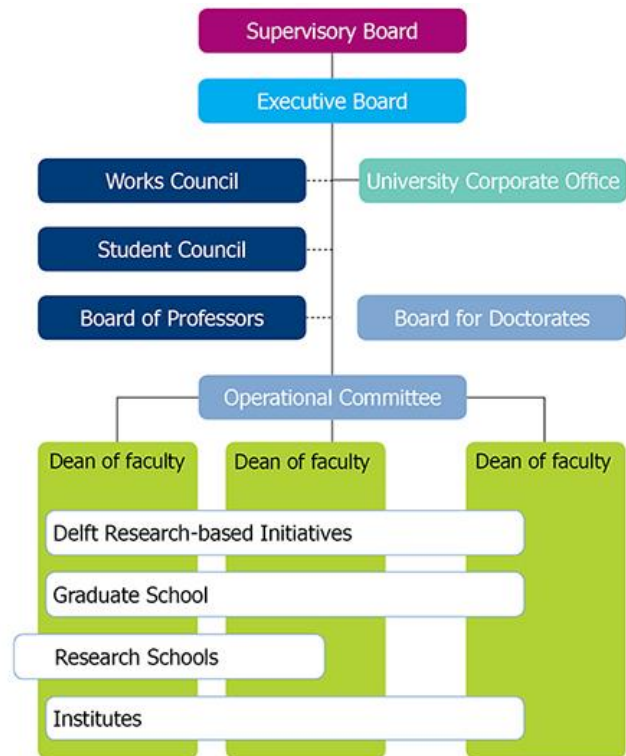 Supervisory Board
Executive Board
Works Council
University Corporate Office
Student Council
Board of Professors
Board for Doctorates
Operational Committee
Dean of faculty
Dean of faculty
Dean of faculty
Delft Research-based Initiatives
Graduate School
Research Schools
Institutes